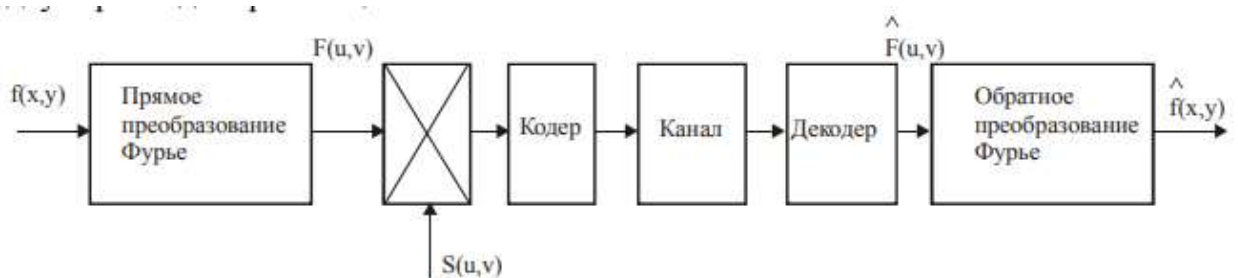 F(u,v)
^
F(u,v)
f(x,y)
Прямое
преобразование
Фурье
Кодер
Канал
Декодер
Обратное
преобразование
Фурье
^
f(x,y)
S(u,v)